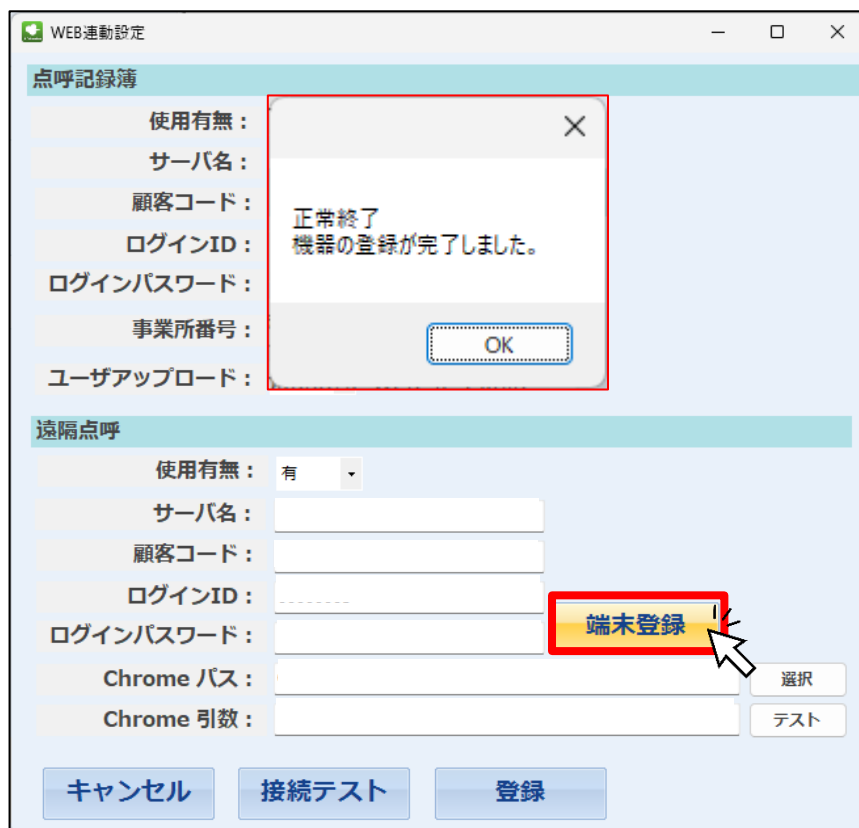 WEB連動設定
点呼記録簿
使用有無：
サーバ名：
顧客コード：
ログインID：
ログインパスワード：
事業所番号：
ユーザアップロード：
正常終了
機器の登録が完了しました。
OK
遠隔点呼
使用有無： 有
サーバ名：
顧客コード：
ログインID：
ログインパスワード：
端末登録
Chrome パス： 選択
Chrome 引数： テスト
キャンセル 接続テスト 登録